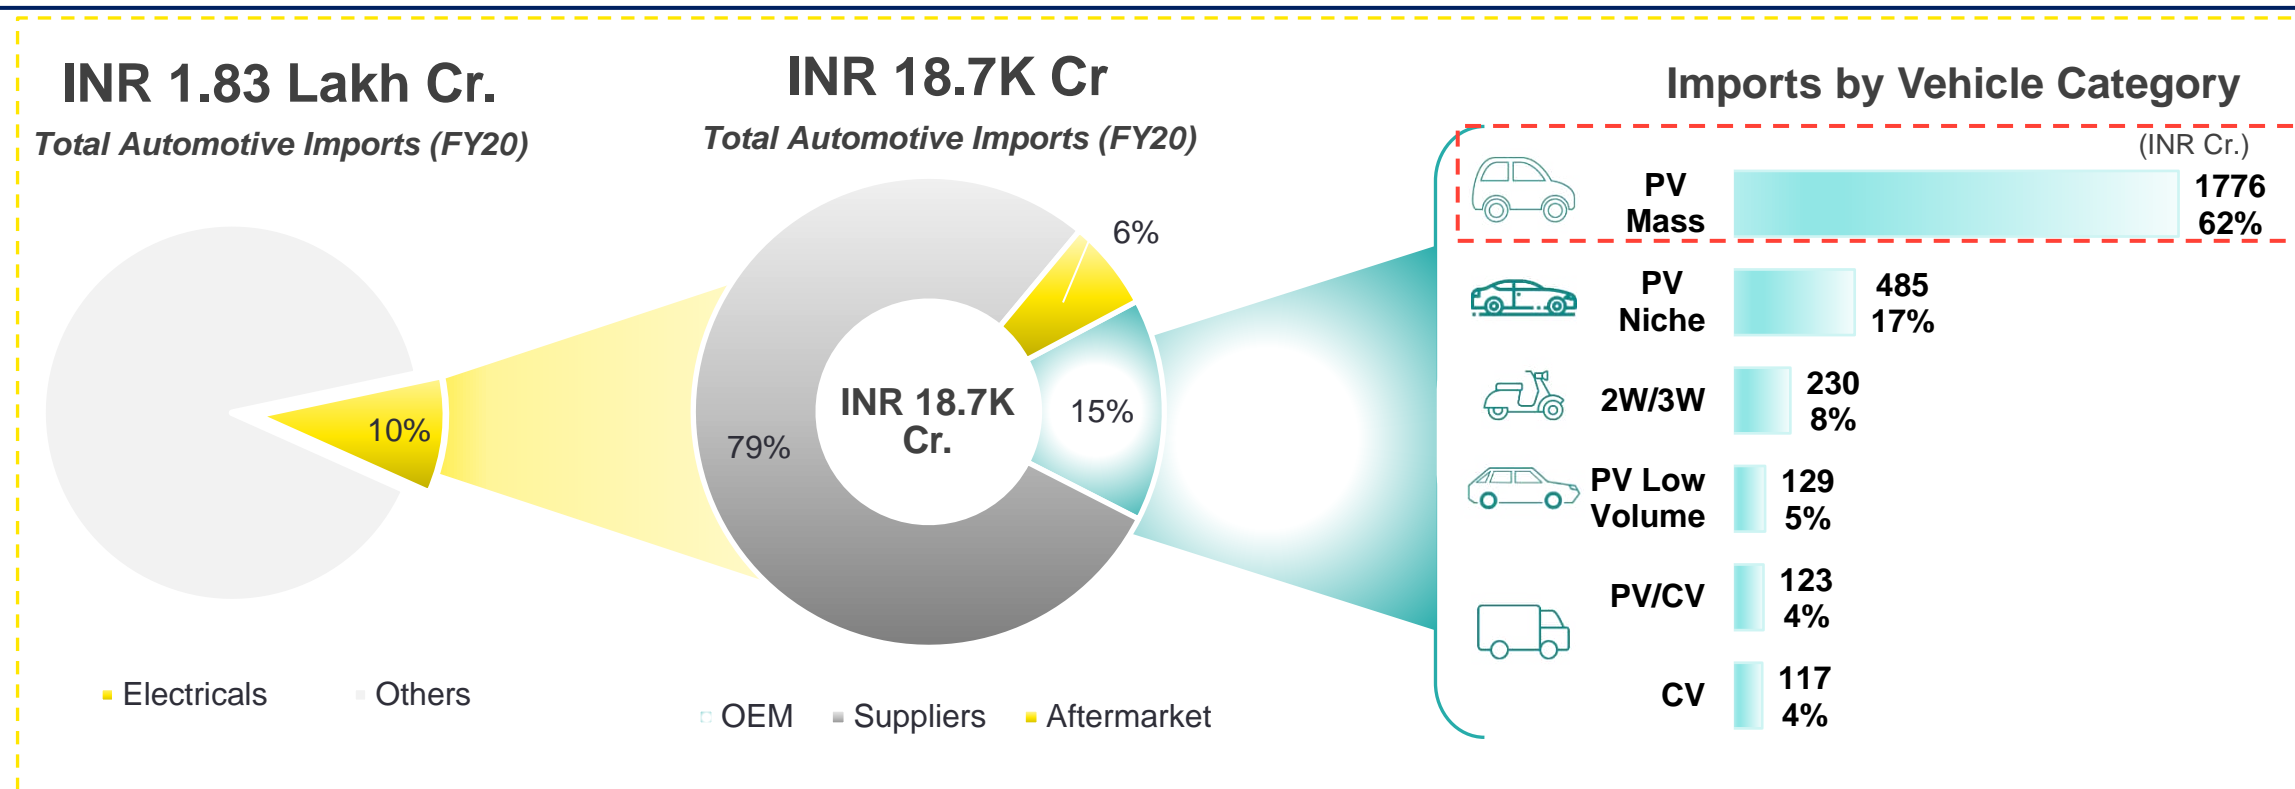 INR 1.83 Lakh Cr.
Total Automotive Imports (FY20)
10%
Electricals
Others
INR 18.7K Cr
Total Automotive Imports (FY20)
6%
15%
79%
INR 18.7K
Cr.
OEM
Suppliers
Aftermarket
Imports by Vehicle Category
(INR Cr.)
PV
Mass
1776
62%
PV
Niche
485
17%
2W/3W
230
8%
PV Low
Volume
129
5%
PV/CV
123
4%
CV
117
4%